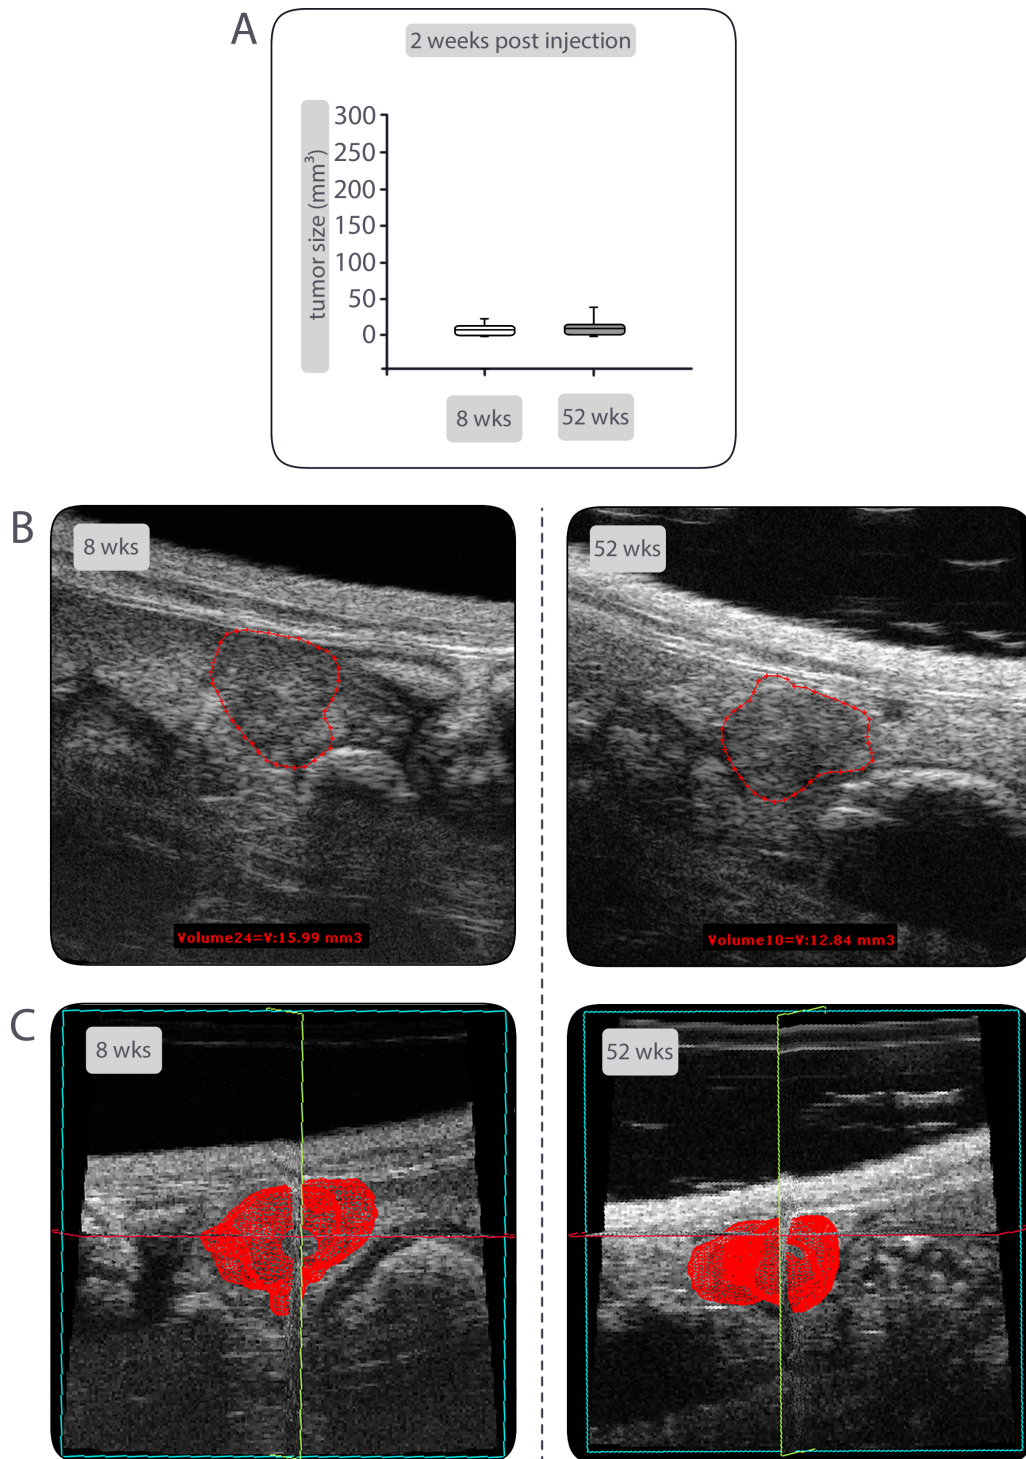 A
2 weeks post injection
tumor size (mm³)
300
250
200
150
100
50
0
8 wks
52 wks
B
8 wks
52 wks
Volume24=V:15.99 mm3
Volume10=V:12.84 mm3
C
8 wks
52 wks